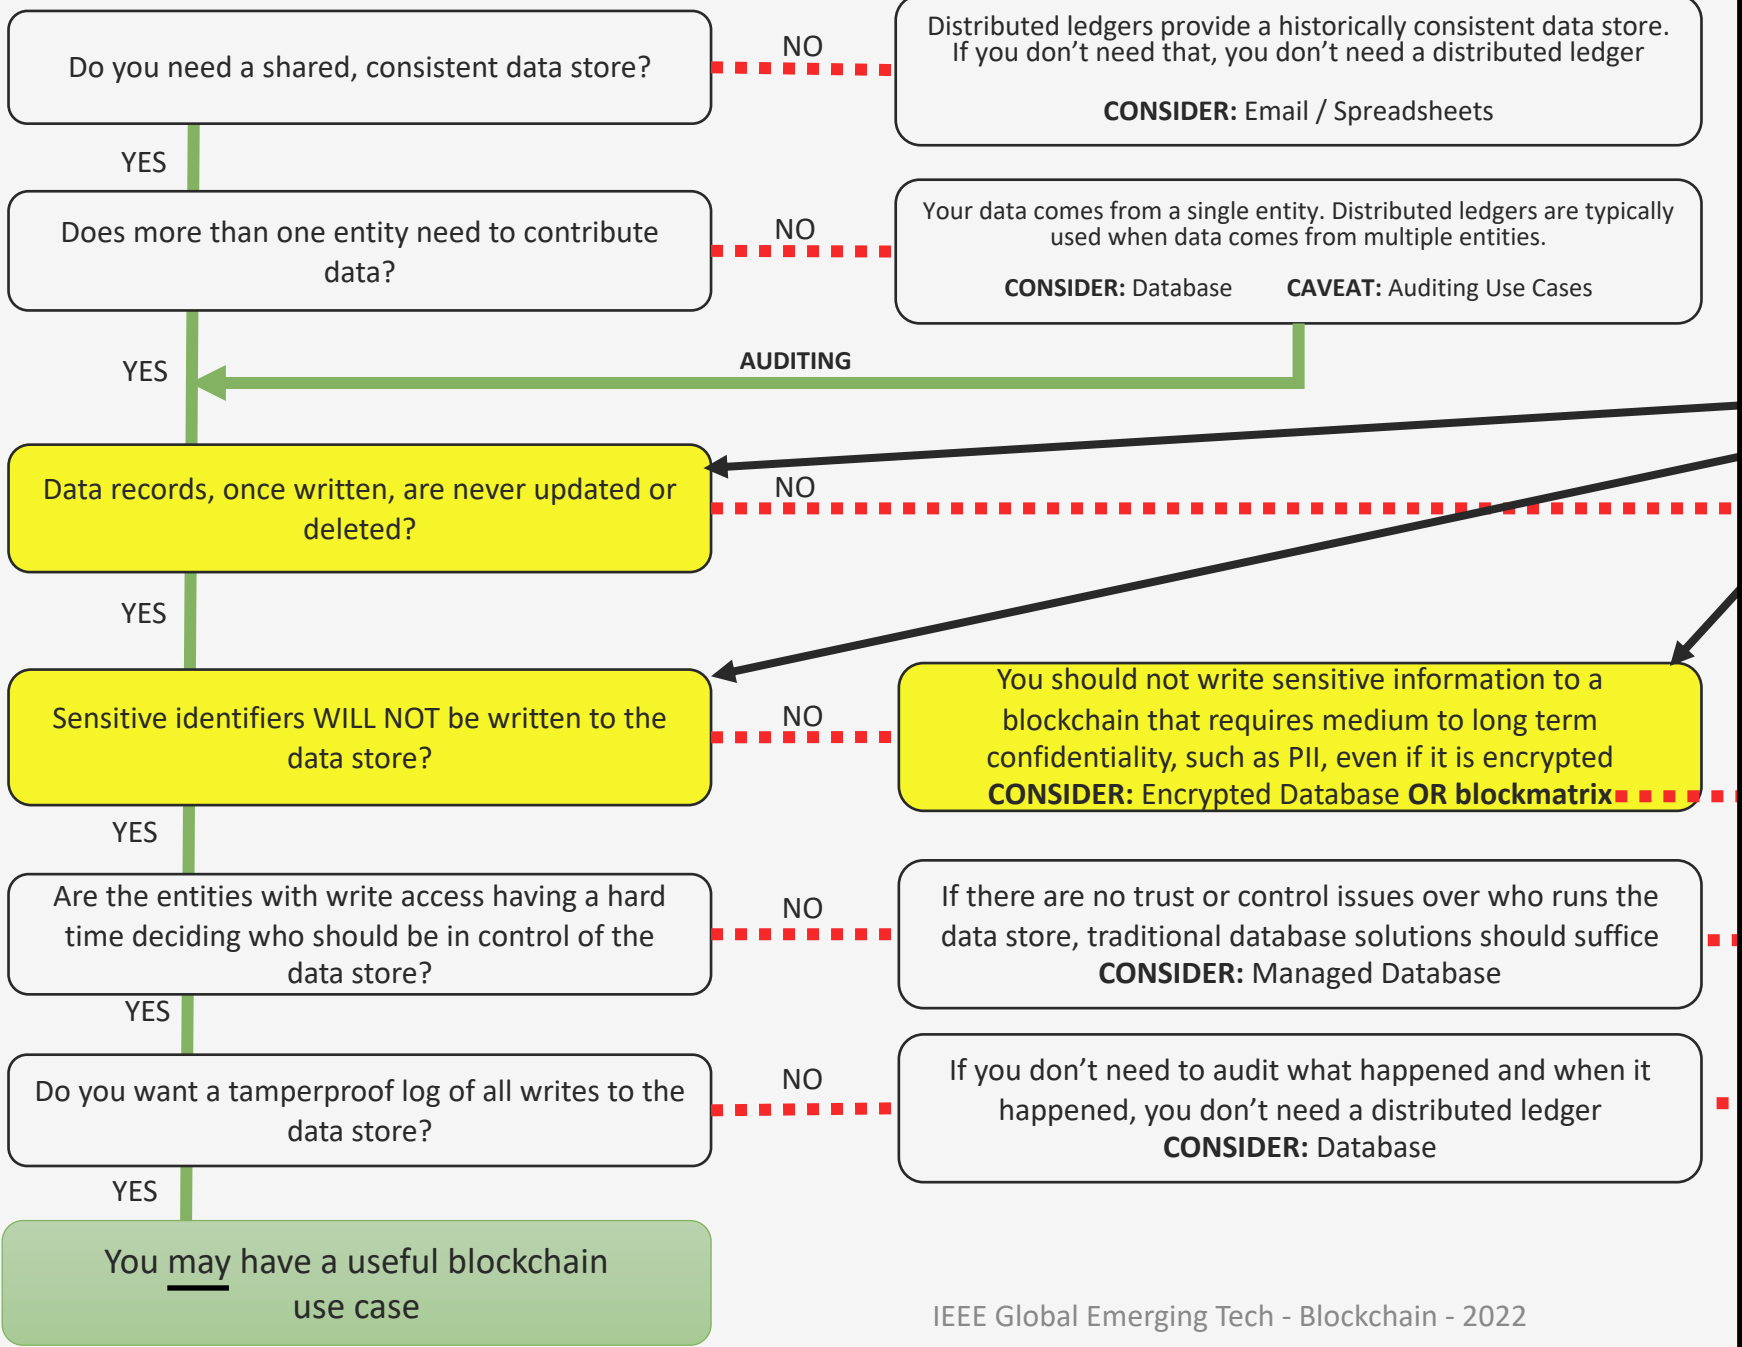 Do you need a shared, consistent data store?
NO
Distributed ledgers provide a historically consistent data store.
If you don’t need that, you don’t need a distributed ledger
CONSIDER: Email / Spreadsheets
YES
Does more than one entity need to contribute
data?
NO
Your data comes from a single entity. Distributed ledgers are typically
used when data comes from multiple entities.
CONSIDER: Database CAVEAT: Auditing Use Cases
YES
AUDITING
Data records, once written, are never updated or
deleted?
NO
YES
Sensitive identifiers WILL NOT be written to the
data store?
NO
You should not write sensitive information to a
blockchain that requires medium to long term
confidentiality, such as PII, even if it is encrypted
CONSIDER: Encrypted Database OR blockmatrix
YES
Are the entities with write access having a hard
time deciding who should be in control of the
data store?
NO
If there are no trust or control issues over who runs the
data store, traditional database solutions should suffice
CONSIDER: Managed Database
YES
Do you want a tamperproof log of all writes to the
data store?
NO
If you don’t need to audit what happened and when it
happened, you don’t need a distributed ledger
CONSIDER: Database
YES
You may have a useful blockchain
use case
IEEE Global Emerging Tech - Blockchain - 2022